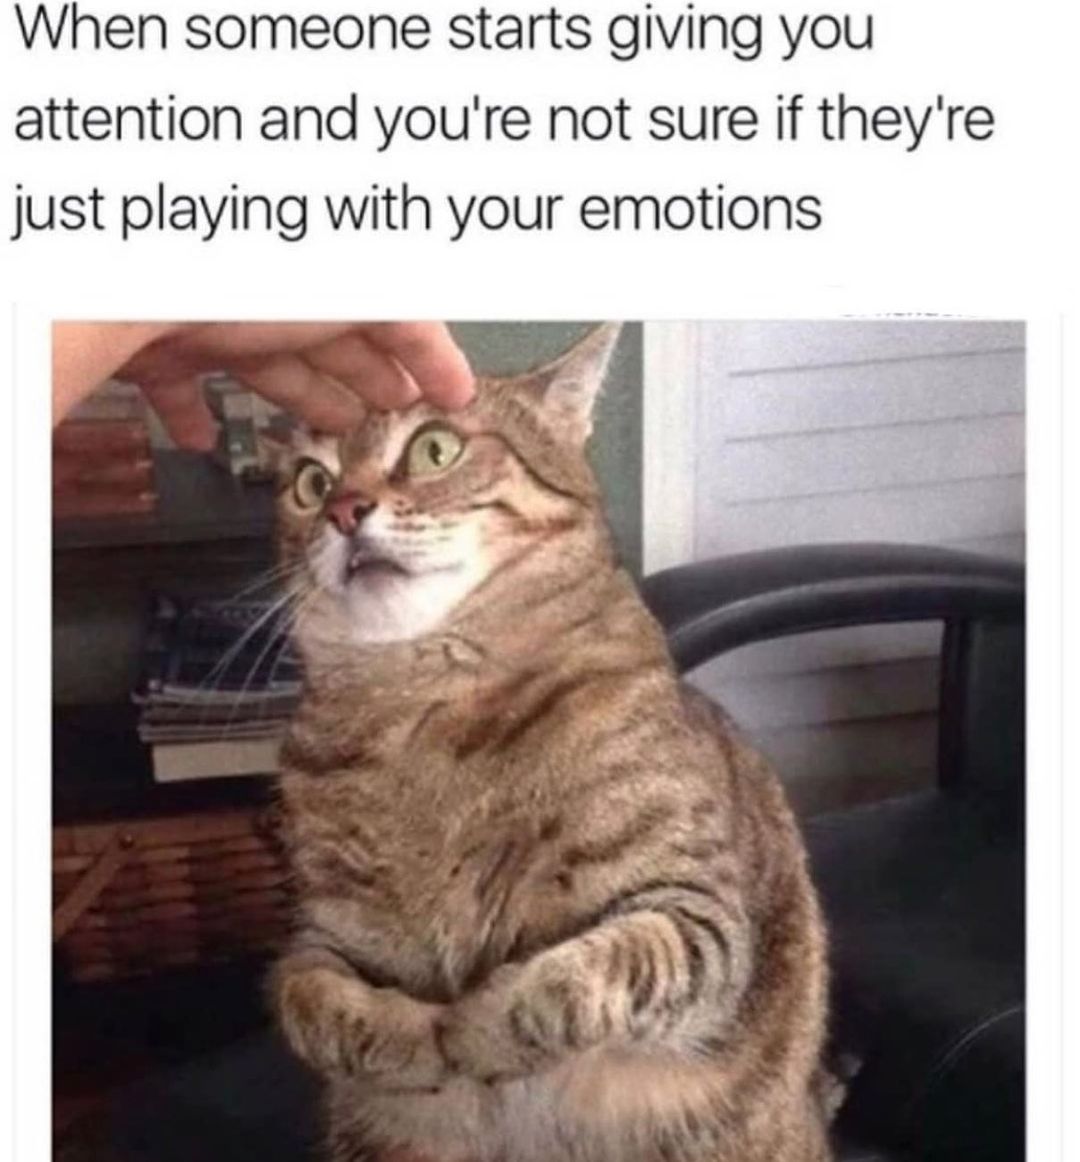 When someone starts giving you
attention and you're not sure if they're
just playing with your emotions